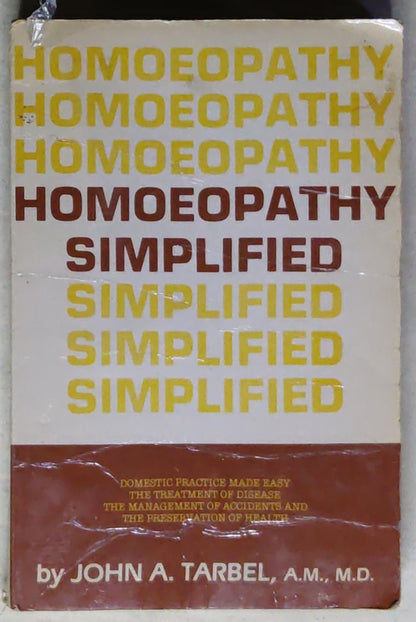 HOMOEOPATHY
HOMOEOPATHY
HOMOEOPATHY
HOMOEOPATHY
SIMPLIFIED
SIMPLIFIED
SIMPLIFIED
SIMPLIFIED
DOMESTIC PRACTICE MADE EASY
THE TREATMENT OF DISEASE
THE MANAGEMENT OF ACCIDENTS AND
THE PRESERVATION OF HEALTH
by JOHN A. TARBEL, A.M., M.D.